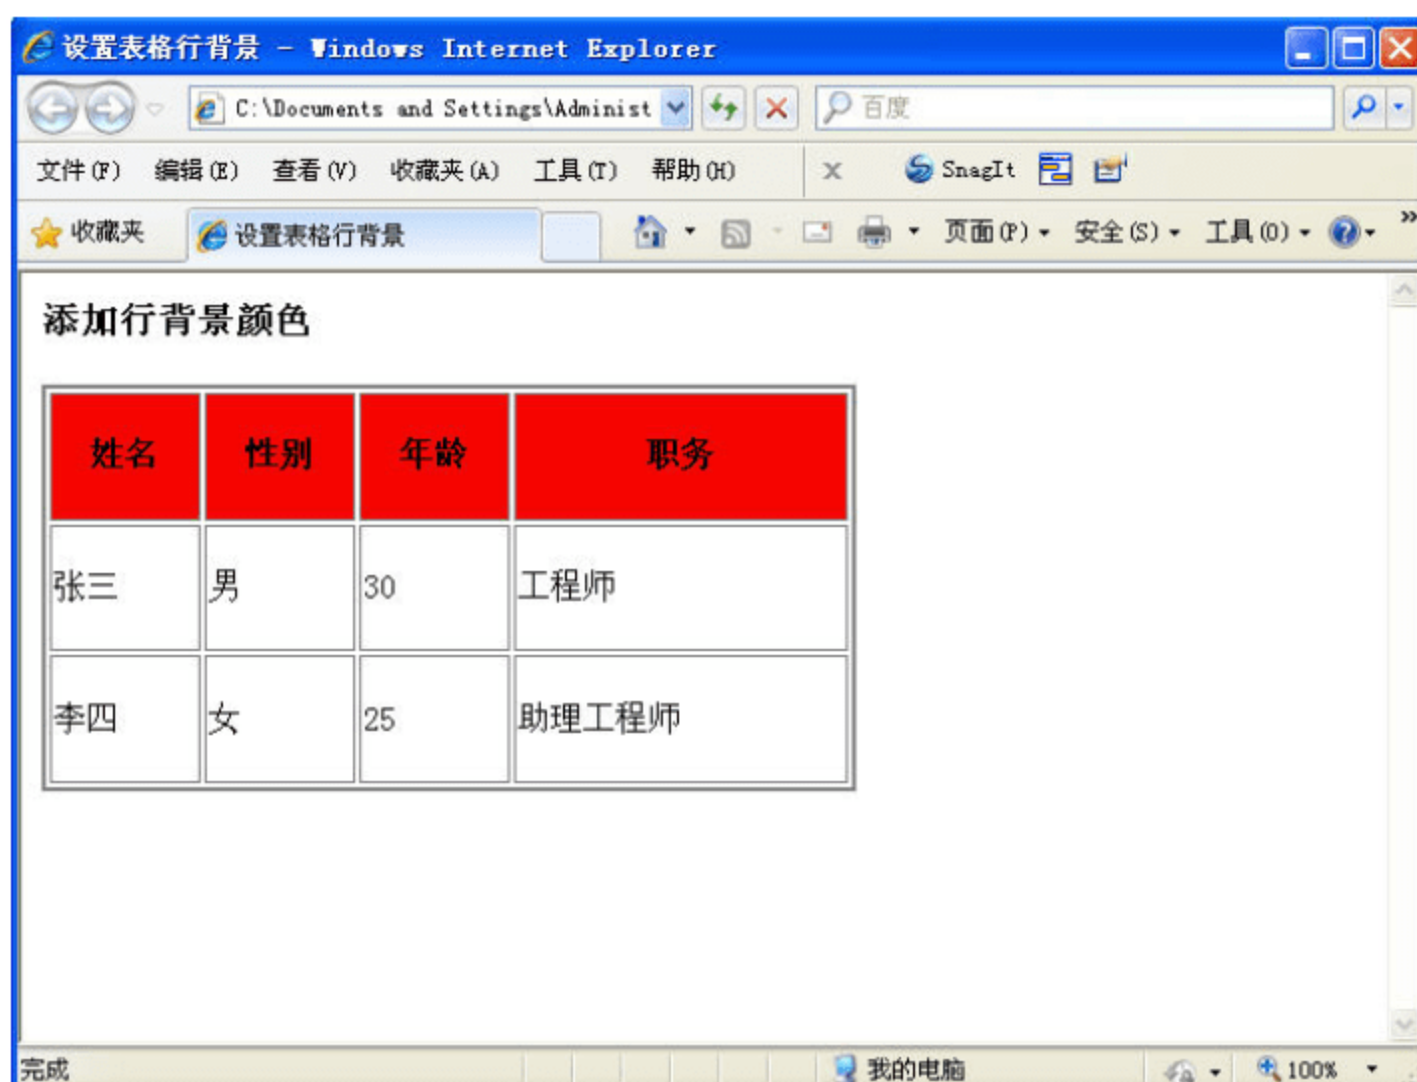 设置表格行背景 - Windows Internet Explorer
C:\Documents and Settings\Administ
百度
文件(F) 编辑(E) 查看(V) 收藏夹(A) 工具(T) 帮助(H) x SnagIt
收藏夹 设置表格行背景 页面(P) 安全(S) 工具(O) »
添加行背景颜色
姓名 性别 年龄 职务
张三 男 30 工程师
李四 女 25 助理工程师
完成 我的电脑 100%